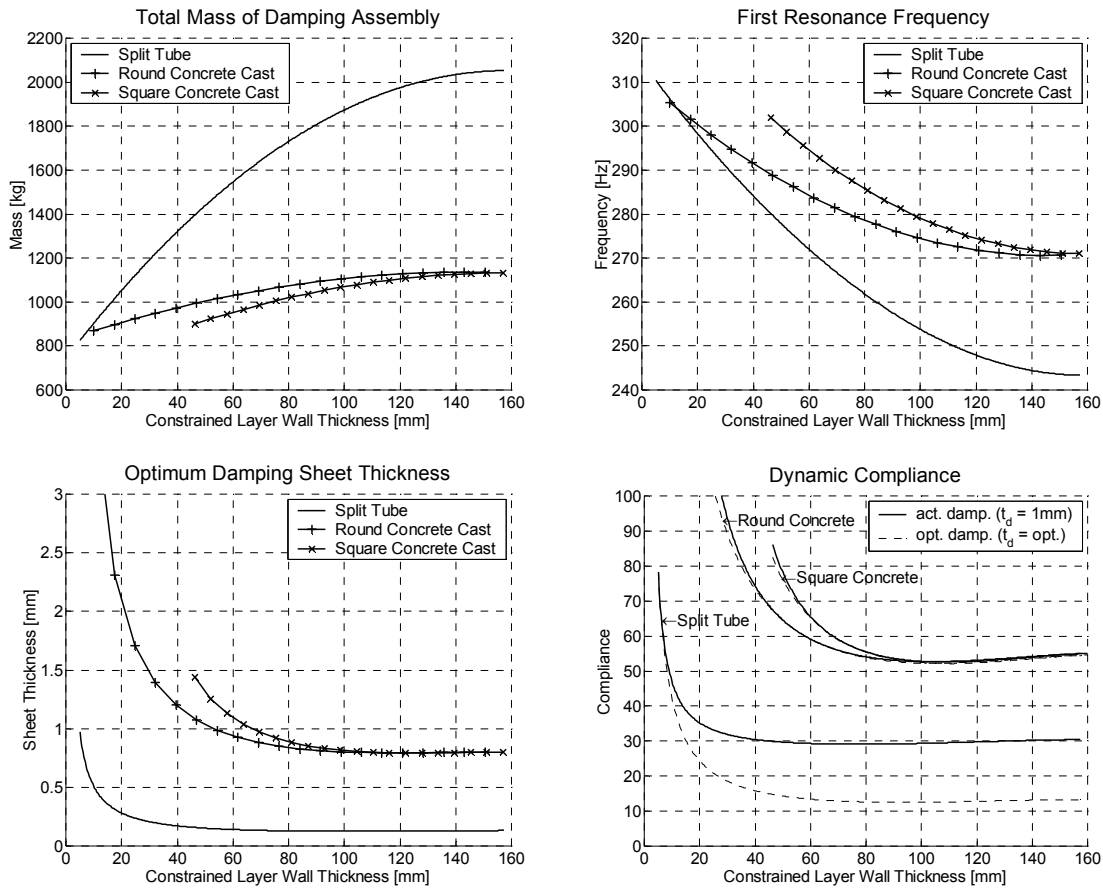 Total Mass of Damping Assembly
2200
2000
1800
1600
1400
1200
1000
800
600
Mass [kg]
Split Tube
Round Concrete Cast
Square Concrete Cast
0 20 40 60 80 100 120 140 160
Constrained Layer Wall Thickness [mm]
First Resonance Frequency
320
310
300
290
280
270
260
250
240
Frequency [Hz]
Split Tube
Round Concrete Cast
Square Concrete Cast
0 20 40 60 80 100 120 140 160
Constrained Layer Wall Thickness [mm]
Optimum Damping Sheet Thickness
3
2.5
2
1.5
1
0.5
0
Sheet Thickness [mm]
Split Tube
Round Concrete Cast
Square Concrete Cast
0 20 40 60 80 100 120 140 160
Constrained Layer Wall Thickness [mm]
Dynamic Compliance
100
90
80
70
60
50
40
30
20
10
0
Compliance
act. damp. (t_d = 1mm)
opt. damp. (t_d = opt.)
Round Concrete
Square Concrete
Split Tube
0 20 40 60 80 100 120 140 160
Constrained Layer Wall Thickness [mm]